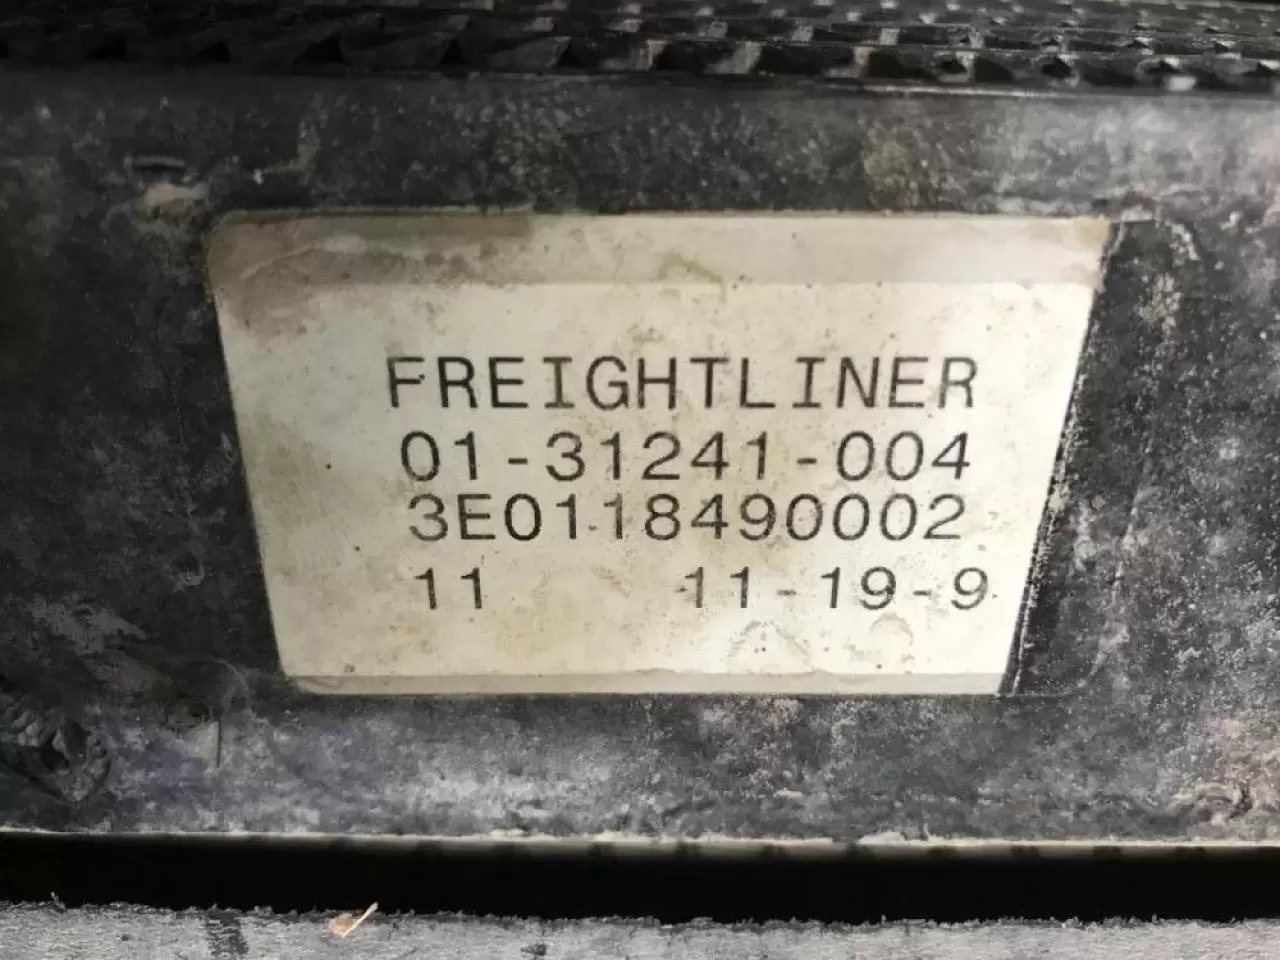 FREIGHTLINER
01-31241-004
3E0118490002
11 11-19-9